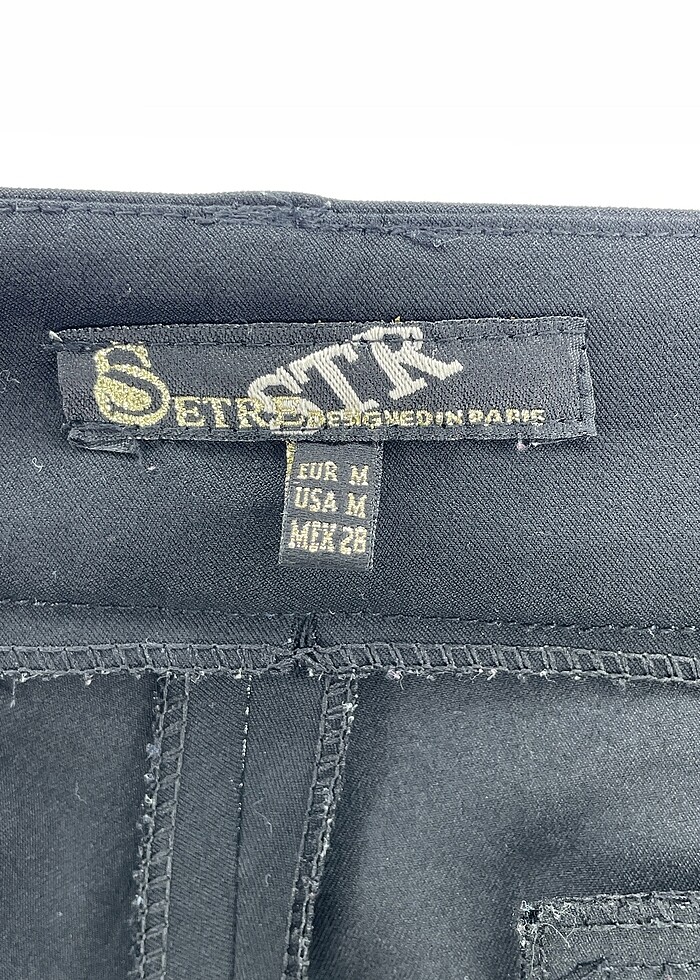 STR
SETRE DESIGNED IN PARIS
EUR M
USA M
MEX 28